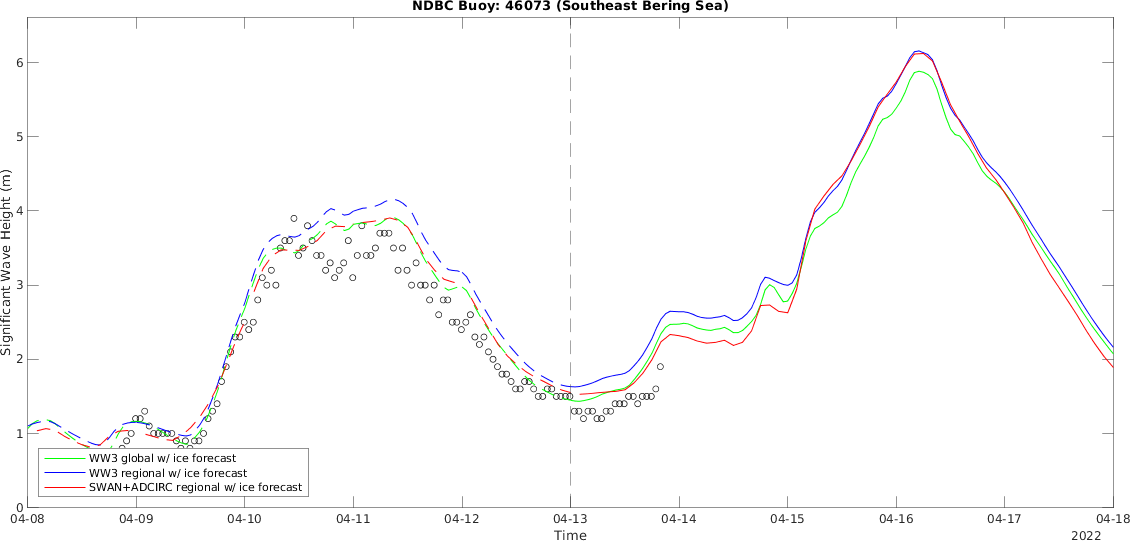 NDBC Buoy: 46073 (Southeast Bering Sea)
Significant Wave Height (m)
6
5
4
3
2
1
0
WW3 global w/ ice forecast
WW3 regional w/ ice forecast
SWAN+ADCIRC regional w/ ice forecast
04-08 04-09 04-10 04-11 04-12 04-13 04-14 04-15 04-16 04-17 04-18
Time
2022